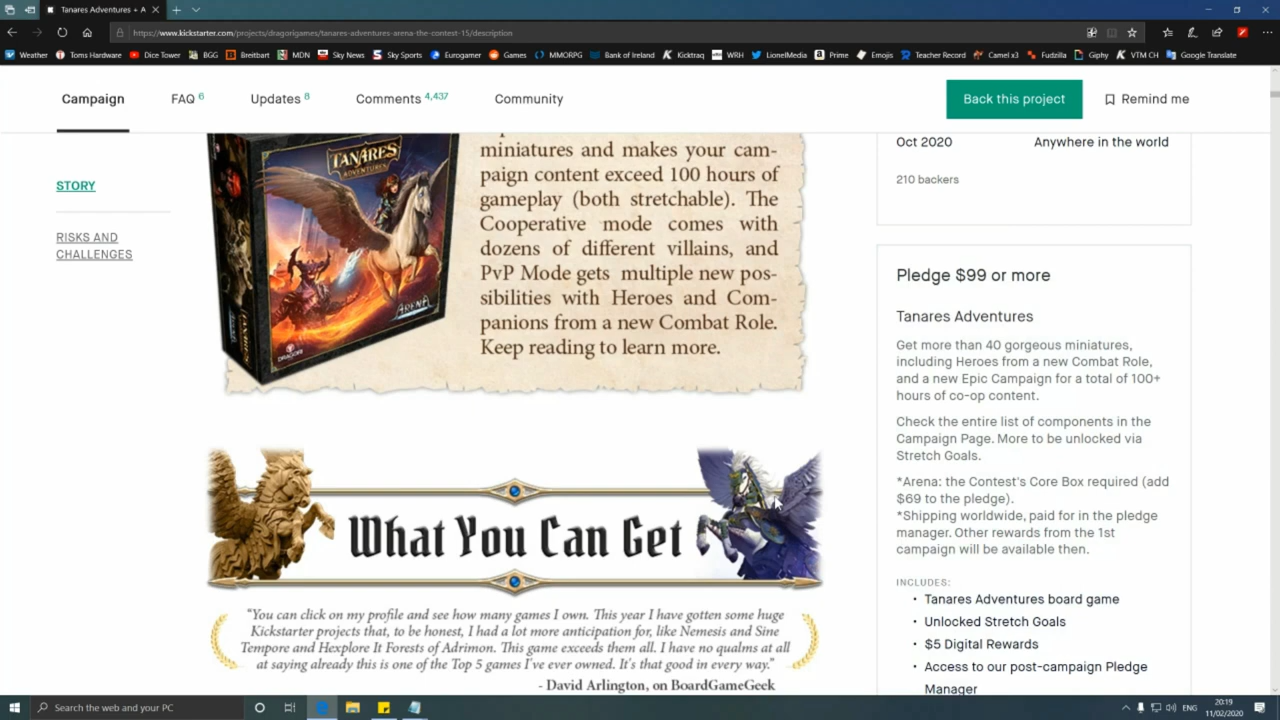 Tanares Adventures + A
https://www.kickstarter.com/projects/dragorigames/tanares-adventures-arena-the-contest-15/description
Weather Toms Hardware Dice Tower BGG Breitbart MDN Sky News Sky Sports Eurogamer Games MMORPG Bank of Ireland Kicktraq WRH LionelMedia Prime Emojis Teacher Record Camel x3 Fudzilla Giphy VTM CH Google Translate
Campaign FAQ 6 Updates 8 Comments 4,437 Community Back this project Remind me
STORY
RISKS AND
CHALLENGES
TANARES
ADVENTURES
ARENA
DRAGORI
miniatures and makes your cam-
paign content exceed 100 hours of
gameplay (both stretchable). The
Cooperative mode comes with
dozens of different villains, and
PvP Mode gets multiple new pos-
sibilities with Heroes and Com-
panions from a new Combat Role.
Keep reading to learn more.
What You Can Get
“You can click on my profile and see how many games I own. This year I have gotten some huge
Kickstarter projects that, to be honest, I had a lot more anticipation for, like Nemesis and Sine
Tempore and Hexplore It Forests of Adrimon. This game exceeds them all. I have no qualms at all
at saying already this is one of the Top 5 games I've ever owned. It's that good in every way.”
- David Arlington, on BoardGameGeek
Oct 2020 Anywhere in the world
210 backers
Pledge $99 or more
Tanares Adventures
Get more than 40 gorgeous miniatures,
including Heroes from a new Combat Role,
and a new Epic Campaign for a total of 100+
hours of co-op content.
Check the entire list of components in the
Campaign Page. More to be unlocked via
Stretch Goals.
*Arena: the Contest's Core Box required (add
$69 to the pledge).
*Shipping worldwide, paid for in the pledge
manager. Other rewards from the 1st
campaign will be available then.
INCLUDES:
• Tanares Adventures board game
• Unlocked Stretch Goals
• $5 Digital Rewards
• Access to our post-campaign Pledge
Manager
Search the web and your PC
ENG
20:19
11/02/2020